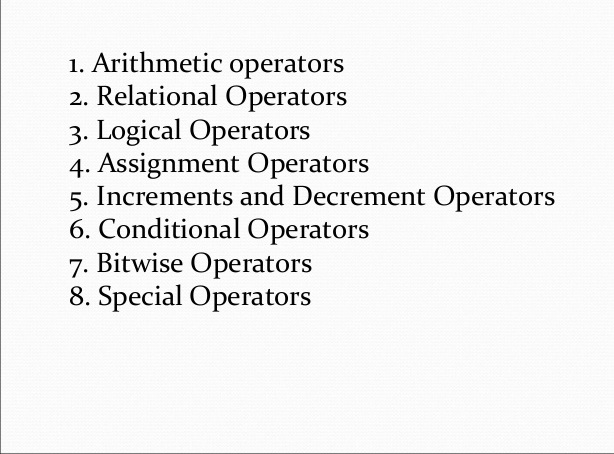 1. Arithmetic operators
2. Relational Operators
3. Logical Operators
4. Assignment Operators
5. Increments and Decrement Operators
6. Conditional Operators
7. Bitwise Operators
8. Special Operators